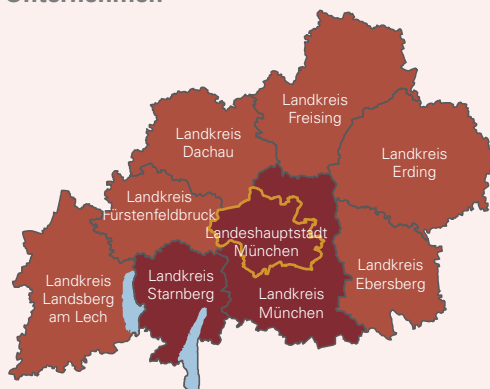 Unternehmen
Landkreis
Freising
Landkreis
Dachau
Landkreis
Erding
Landkreis
Fürstenfeldbruck
Landeshauptstadt
München
Landkreis
Ebersberg
Landkreis
Landsberg
am Lech
Landkreis
Starnberg
Landkreis
München